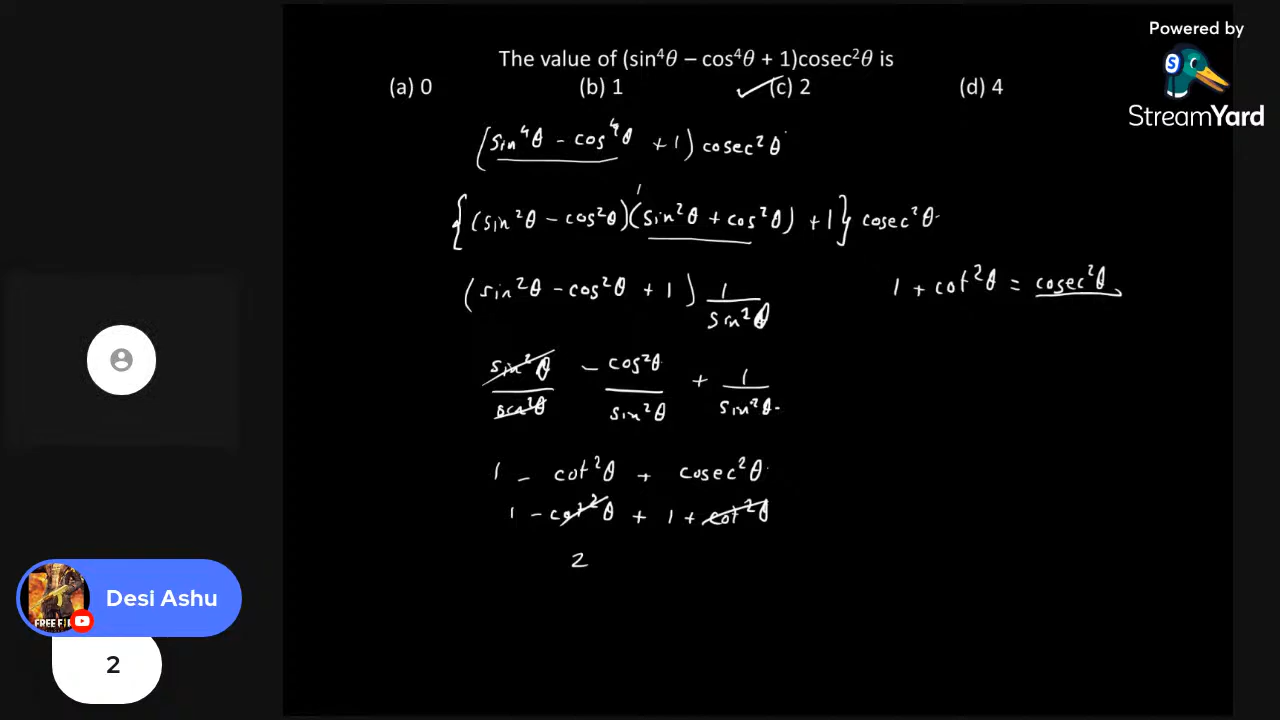 Powered by
StreamYard
The value of (sin⁴θ − cos⁴θ + 1)cosec²θ is
(a) 0 (b) 1 (c) 2 (d) 4
(sin⁴θ − cos⁴θ + 1) cosec²θ
1
{(sin²θ − cos²θ)(sin²θ + cos²θ) + 1} cosec²θ
(sin²θ − cos²θ + 1) 1/sin²θ
1 + cot²θ = cosec²θ
sin²θ/sin²θ − cos²θ/sin²θ + 1/sin²θ
1 − cot²θ + cosec²θ
1 − cot²θ + 1 + cot²θ
2
FREE FI
Desi Ashu
2